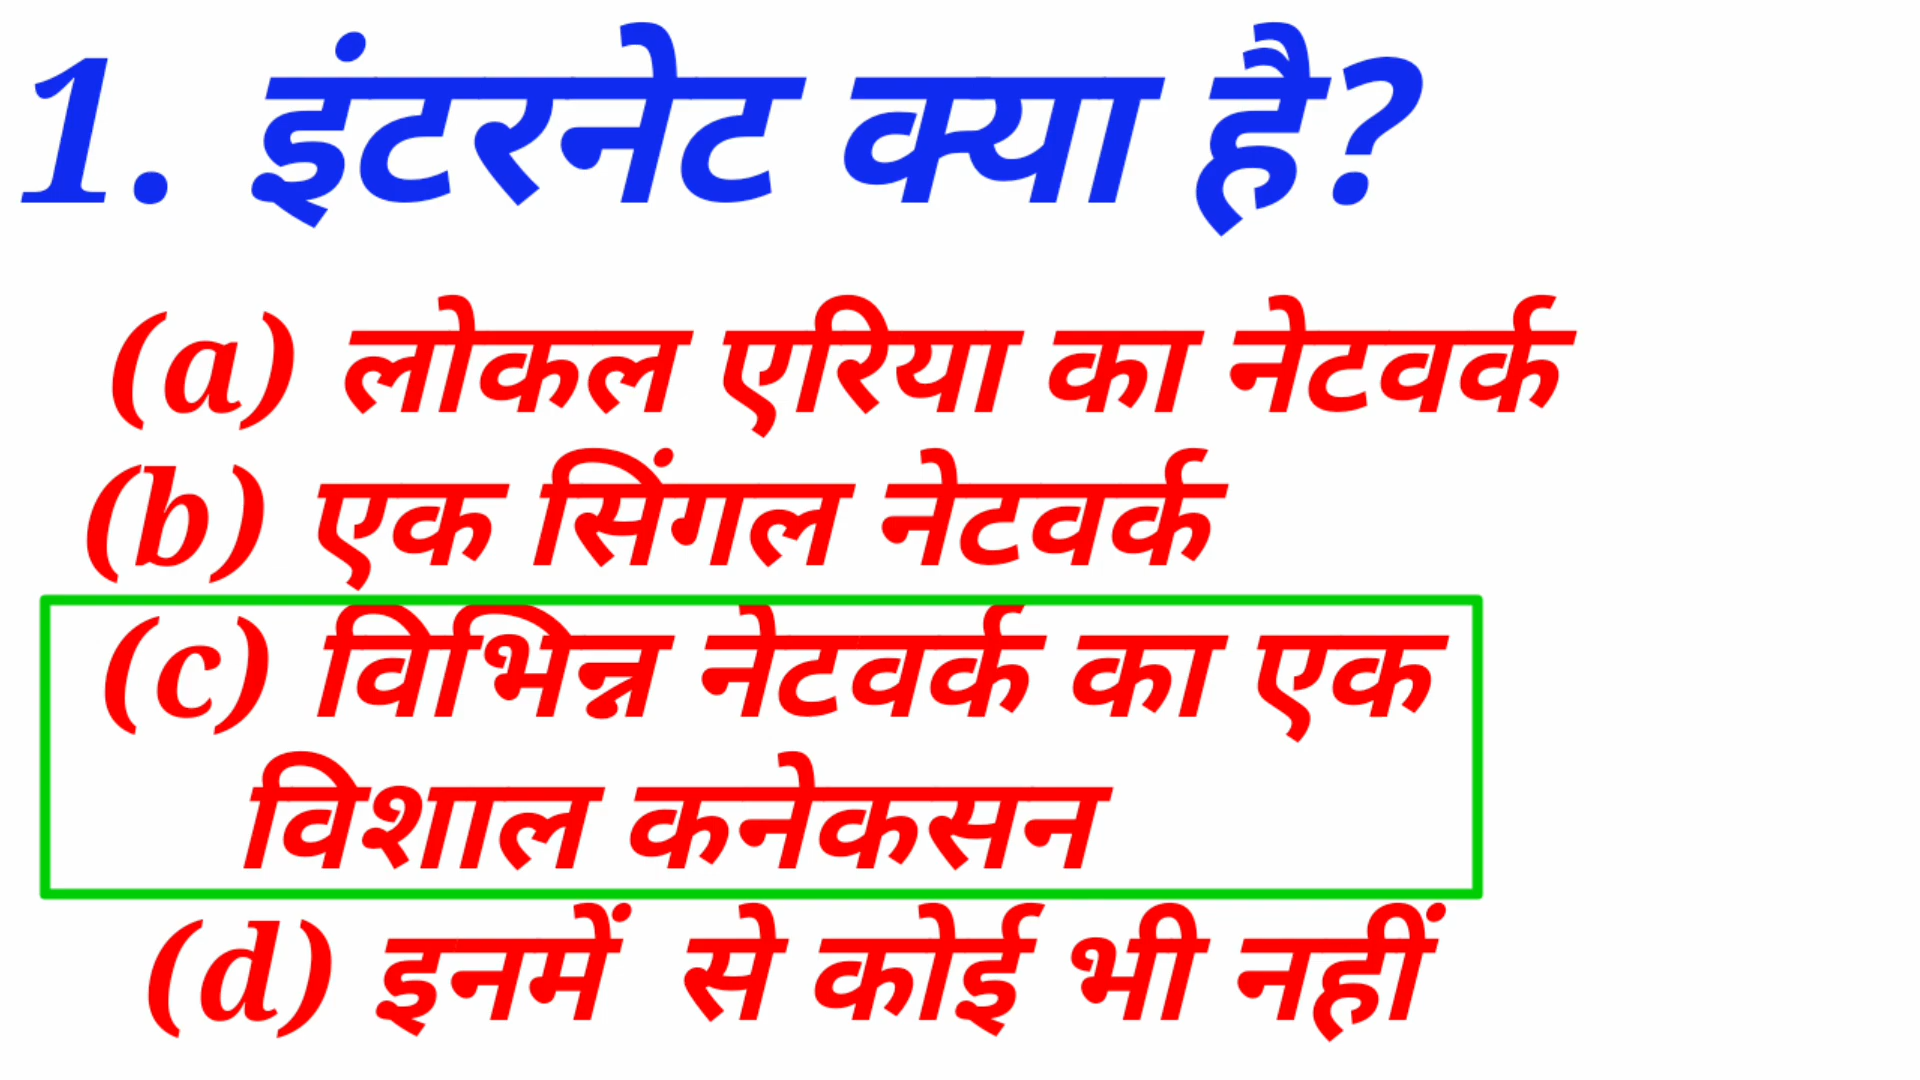 1. इंटरनेट क्या है?
(a) लोकल एरिया का नेटवर्क
(b) एक सिंगल नेटवर्क
(c) विभिन्न नेटवर्क का एक
विशाल कनेकसन
(d) इनमें से कोई भी नहीं